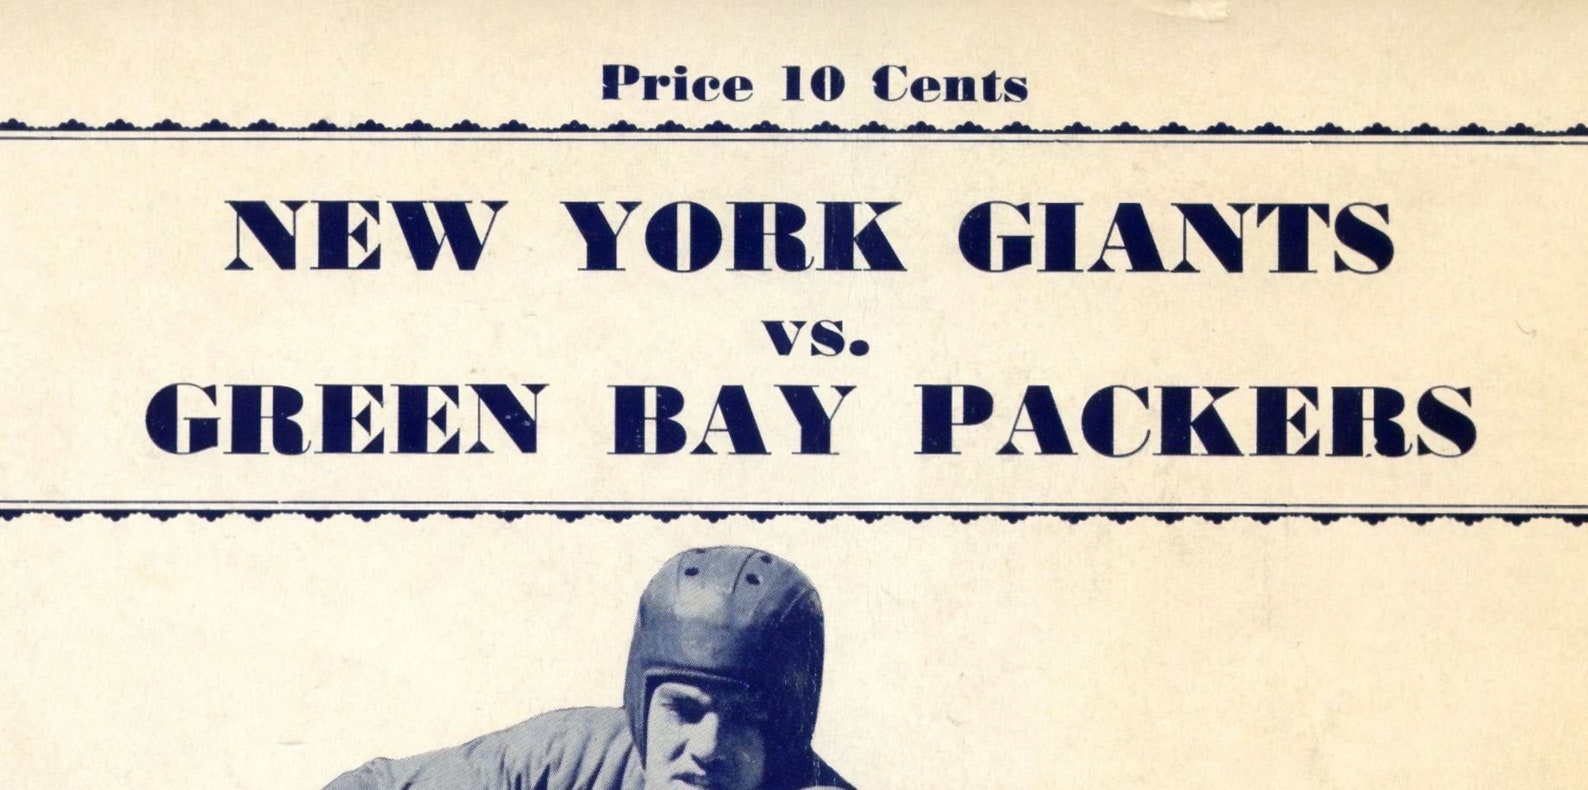 Price 10 Cents
NEW YORK GIANTS
vs.
GREEN BAY PACKERS